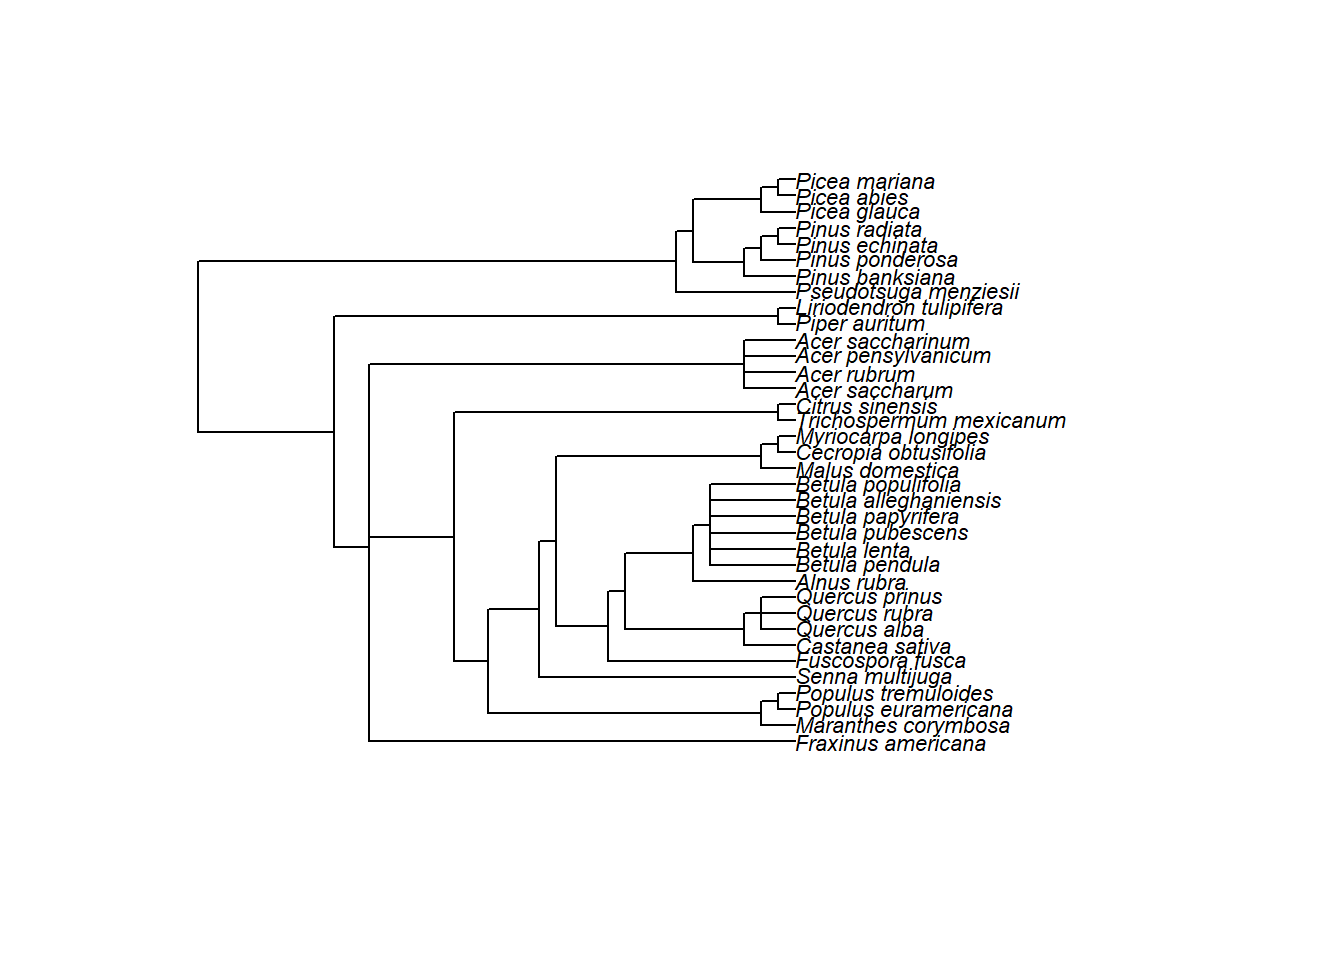 Picea mariana
Picea abies
Picea glauca
Pinus radiata
Pinus echinata
Pinus ponderosa
Pinus banksiana
Pseudotsuga menziesii
Liriodendron tulipifera
Piper auritum
Acer saccharinum
Acer pensylvanicum
Acer rubrum
Acer saccharum
Citrus sinensis
Trichospermum mexicanum
Myriocarpa longipes
Cecropia obtusifolia
Malus domestica
Betula populifolia
Betula alleghaniensis
Betula papyrifera
Betula pubescens
Betula lenta
Betula pendula
Alnus rubra
Quercus prinus
Quercus rubra
Quercus alba
Castanea sativa
Fuscospora fusca
Senna multijuga
Populus tremuloides
Populus euramericana
Maranthes corymbosa
Fraxinus americana